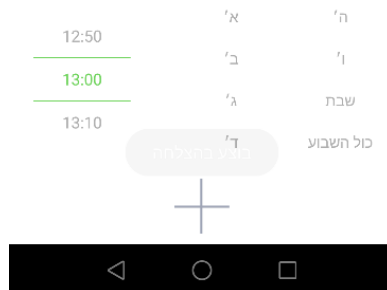 א' ה'
12:50
ב' ו'
13:00
ג' שבת
13:10
ד' כול השבוע
בוצע בהצלחה